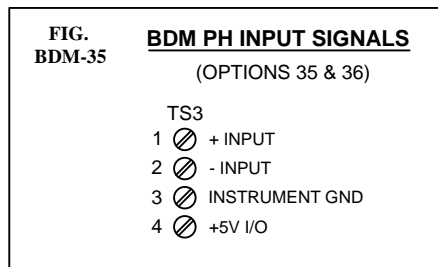 FIG.
BDM-35
BDM PH INPUT SIGNALS
(OPTIONS 35 & 36)
TS3
1 + INPUT
2 - INPUT
3 INSTRUMENT GND
4 +5V I/O